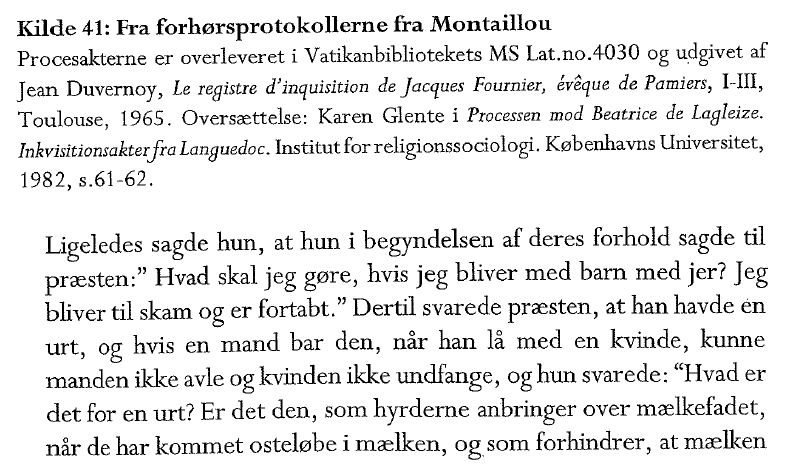 Kilde 41: Fra forhørsprotokollerne fra Montaillou
Procesakterne er overleveret i Vatikanbibliotekets MS Lat.no.4030 og udgivet af
Jean Duvernoy, Le registre d'inquisition de Jacques Fournier, évêque de Pamiers, I-III,
Toulouse, 1965. Oversættelse: Karen Glente i Processen mod Beatrice de Lagleize.
Inkvisitionsakter fra Languedoc. Institut for religionssociologi. Københavns Universitet,
1982, s.61-62.
Ligeledes sagde hun, at hun i begyndelsen af deres forhold sagde til
præsten:” Hvad skal jeg gøre, hvis jeg bliver med barn med jer? Jeg
bliver til skam og er fortabt.” Dertil svarede præsten, at han havde en
urt, og hvis en mand bar den, når han lå med en kvinde, kunne
manden ikke avle og kvinden ikke undfange, og hun svarede: “Hvad er
det for en urt? Er det den, som hyrderne anbringer over mælkefadet,
når de har kommet osteløbe i mælken, og som forhindrer, at mælken